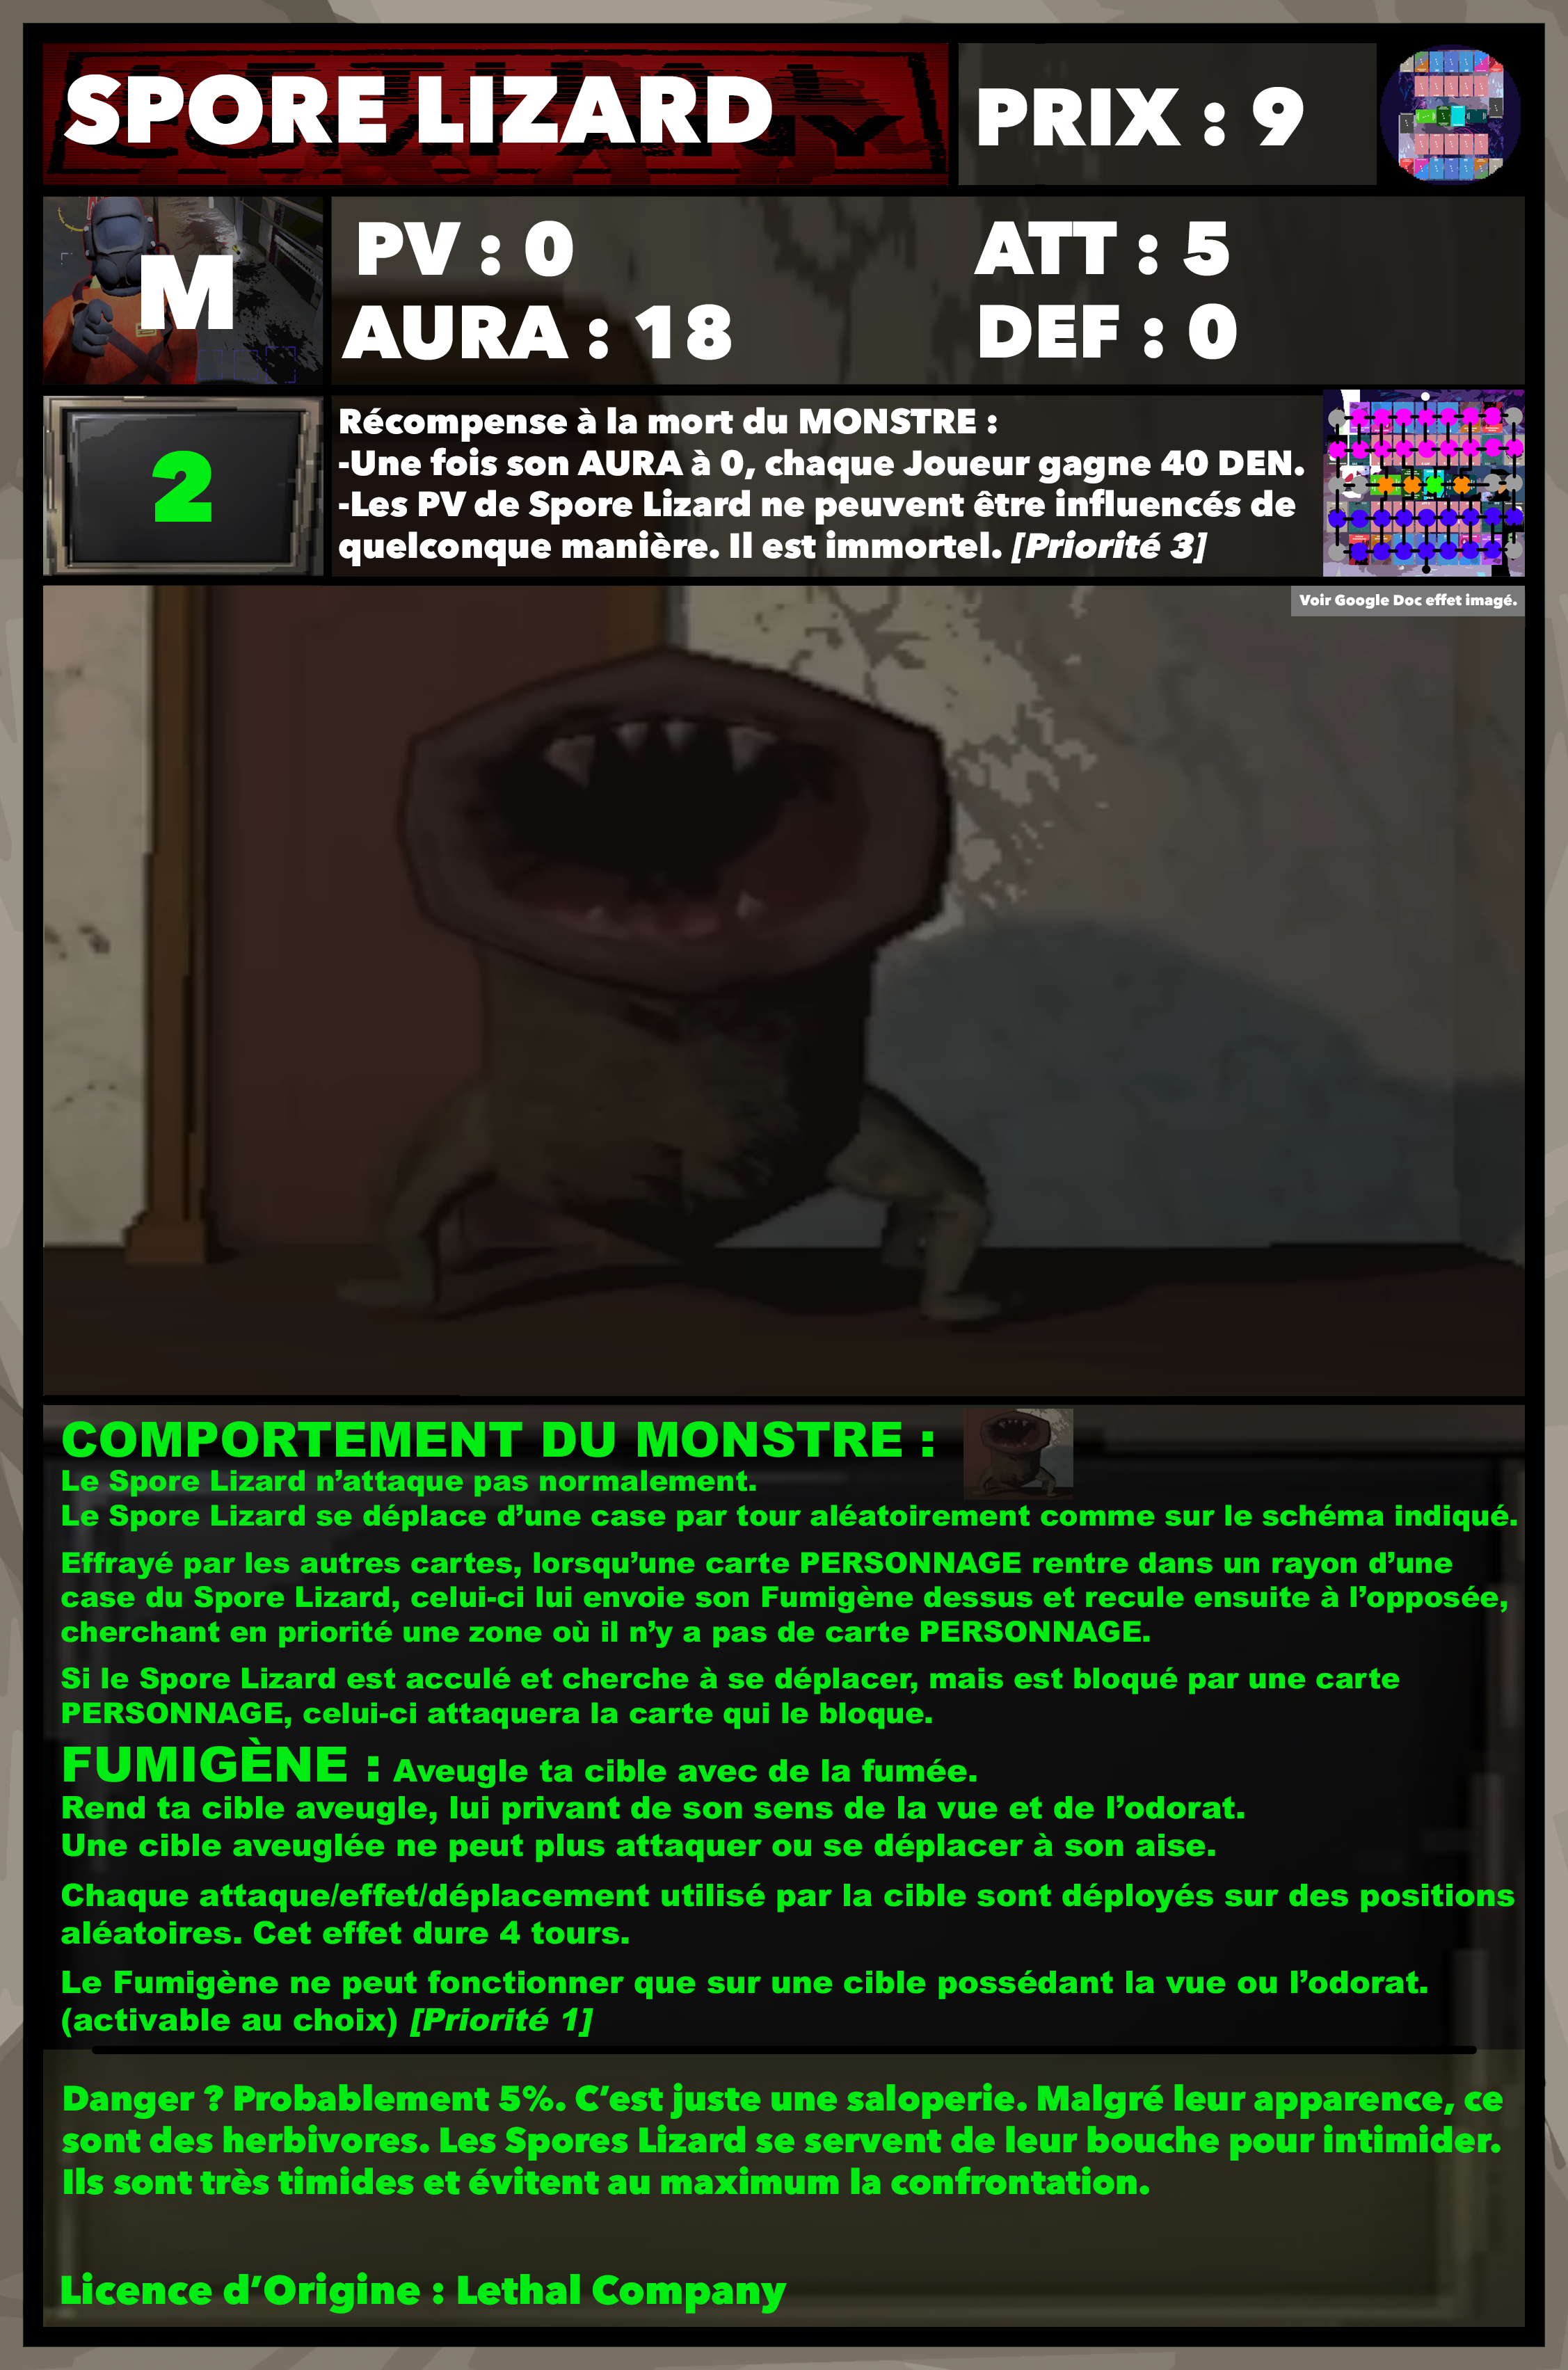 SPORE LIZARD
PRIX : 9
M
PV : 0
ATT : 5
AURA : 18
DEF : 0
2
Récompense à la mort du MONSTRE :
-Une fois son AURA à 0, chaque Joueur gagne 40 DEN.
-Les PV de Spore Lizard ne peuvent être influencés de
quelconque manière. Il est immortel. [Priorité 3]
Voir Google Doc effet imagé.
COMPORTEMENT DU MONSTRE :
Le Spore Lizard n’attaque pas normalement.
Le Spore Lizard se déplace d’une case par tour aléatoirement comme sur le schéma indiqué.
Effrayé par les autres cartes, lorsqu’une carte PERSONNAGE rentre dans un rayon d’une
case du Spore Lizard, celui-ci lui envoie son Fumigène dessus et recule ensuite à l’opposée,
cherchant en priorité une zone où il n’y a pas de carte PERSONNAGE.
Si le Spore Lizard est acculé et cherche à se déplacer, mais est bloqué par une carte
PERSONNAGE, celui-ci attaquera la carte qui le bloque.
FUMIGÈNE : Aveugle ta cible avec de la fumée.
Rend ta cible aveugle, lui privant de son sens de la vue et de l’odorat.
Une cible aveuglée ne peut plus attaquer ou se déplacer à son aise.
Chaque attaque/effet/déplacement utilisé par la cible sont déployés sur des positions
aléatoires. Cet effet dure 4 tours.
Le Fumigène ne peut fonctionner que sur une cible possédant la vue ou l’odorat.
(activable au choix) [Priorité 1]
Danger ? Probablement 5%. C’est juste une saloperie. Malgré leur apparence, ce
sont des herbivores. Les Spores Lizard se servent de leur bouche pour intimider.
Ils sont très timides et évitent au maximum la confrontation.
Licence d’Origine : Lethal Company